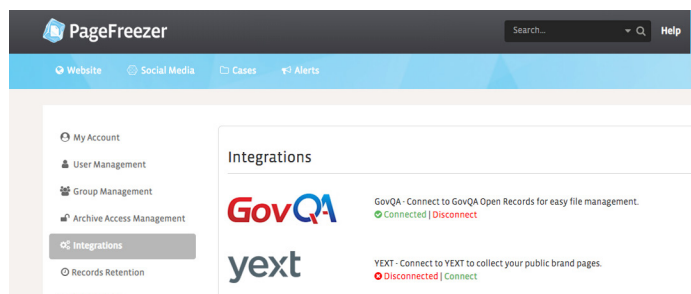 PageFreezer
Search...
Help
Website
Social Media
Cases
Alerts
My Account
User Management
Group Management
Archive Access Management
Integrations
Records Retention
Integrations
GovQA
GovQA - Connect to GovQA Open Records for easy file management.
Connected | Disconnect
yext
YEXT - Connect to YEXT to collect your public brand pages.
Disconnected | Connect